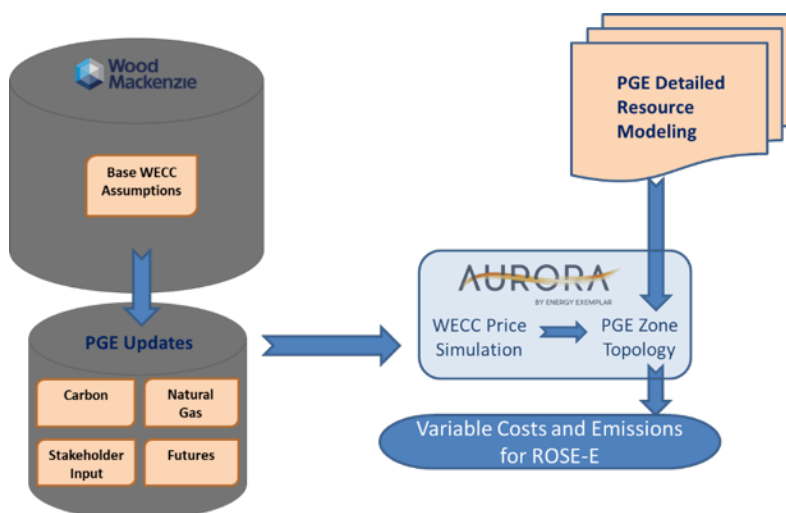 Wood
Mackenzie
Base WECC
Assumptions
PGE Updates
Carbon
Natural
Gas
Stakeholder
Input
Futures
PGE Detailed
Resource
Modeling
AURORA
BY ENERGY EXEMPLAR
WECC Price
Simulation
PGE Zone
Topology
Variable Costs and Emissions
for ROSE-E